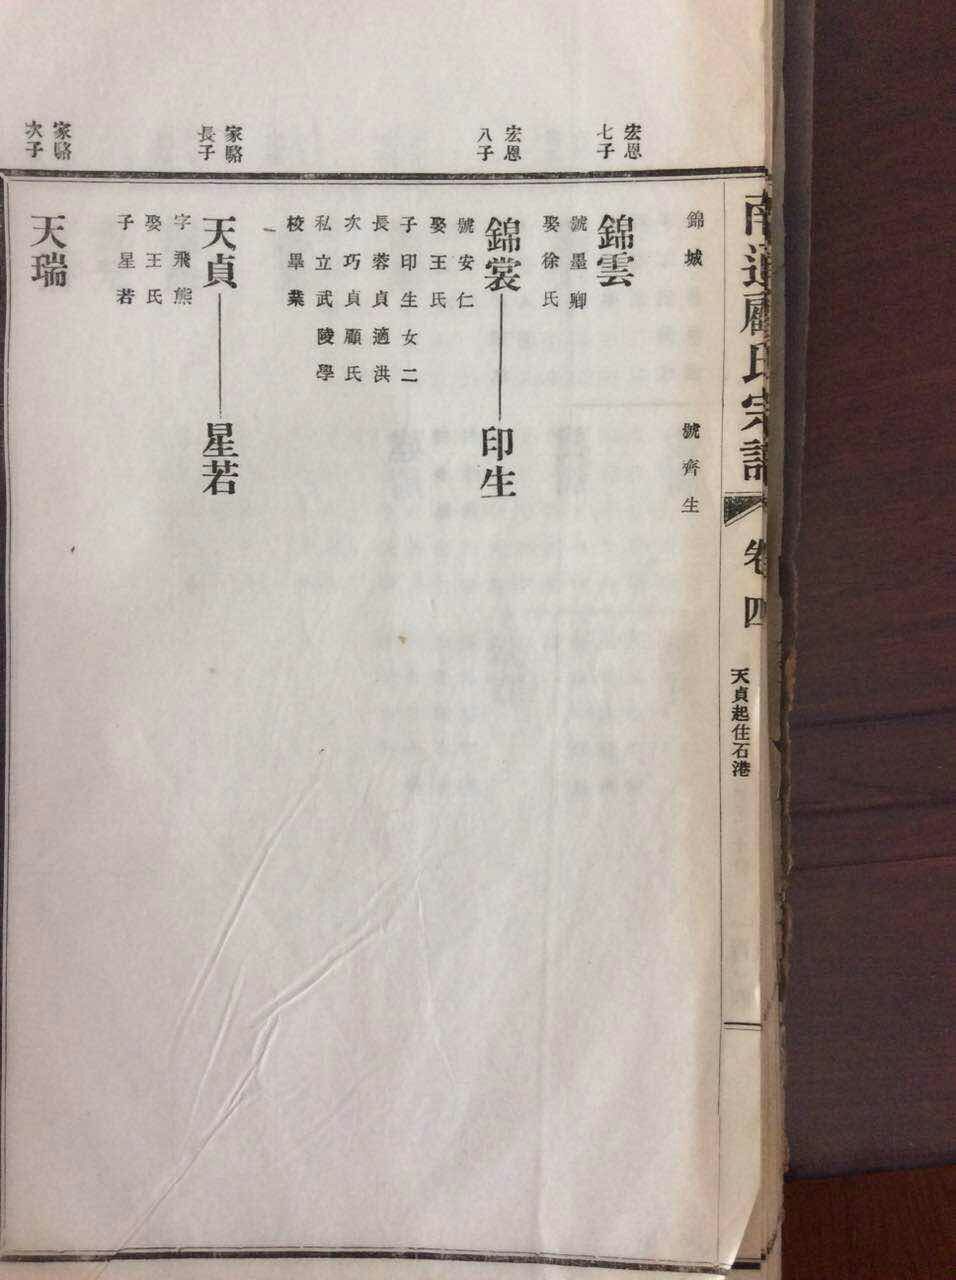 南通顧氏宗譜
卷四
天貞起住石港
錦城
號齊生
宏恩
七子
錦雲
號墨卿
娶徐氏
宏恩
八子
錦裳
印生
號安仁
娶王氏
子印生女二
長蓉貞適洪
次巧貞顧氏
私立武陵學
校畢業
家駱
長子
天貞
星若
字飛熊
娶王氏
子星若
家駱
次子
天瑞